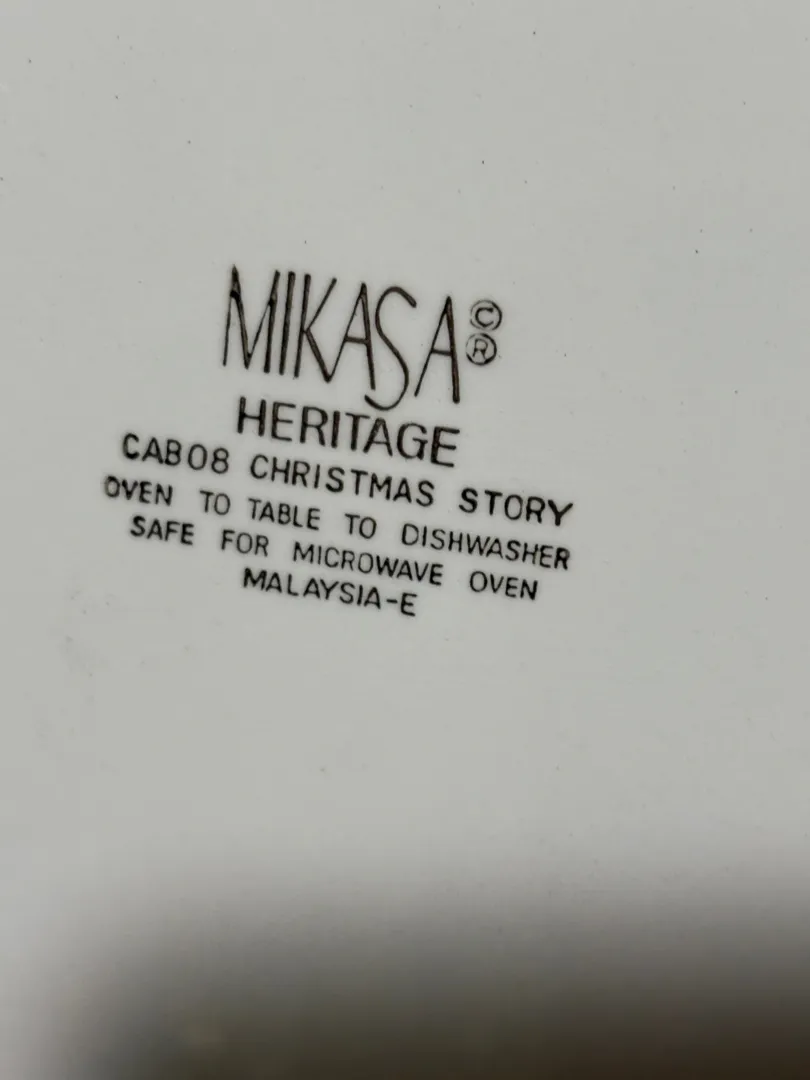 MIKASA©®
HERITAGE
CAB08 CHRISTMAS STORY
OVEN TO TABLE TO DISHWASHER
SAFE FOR MICROWAVE OVEN
MALAYSIA-E